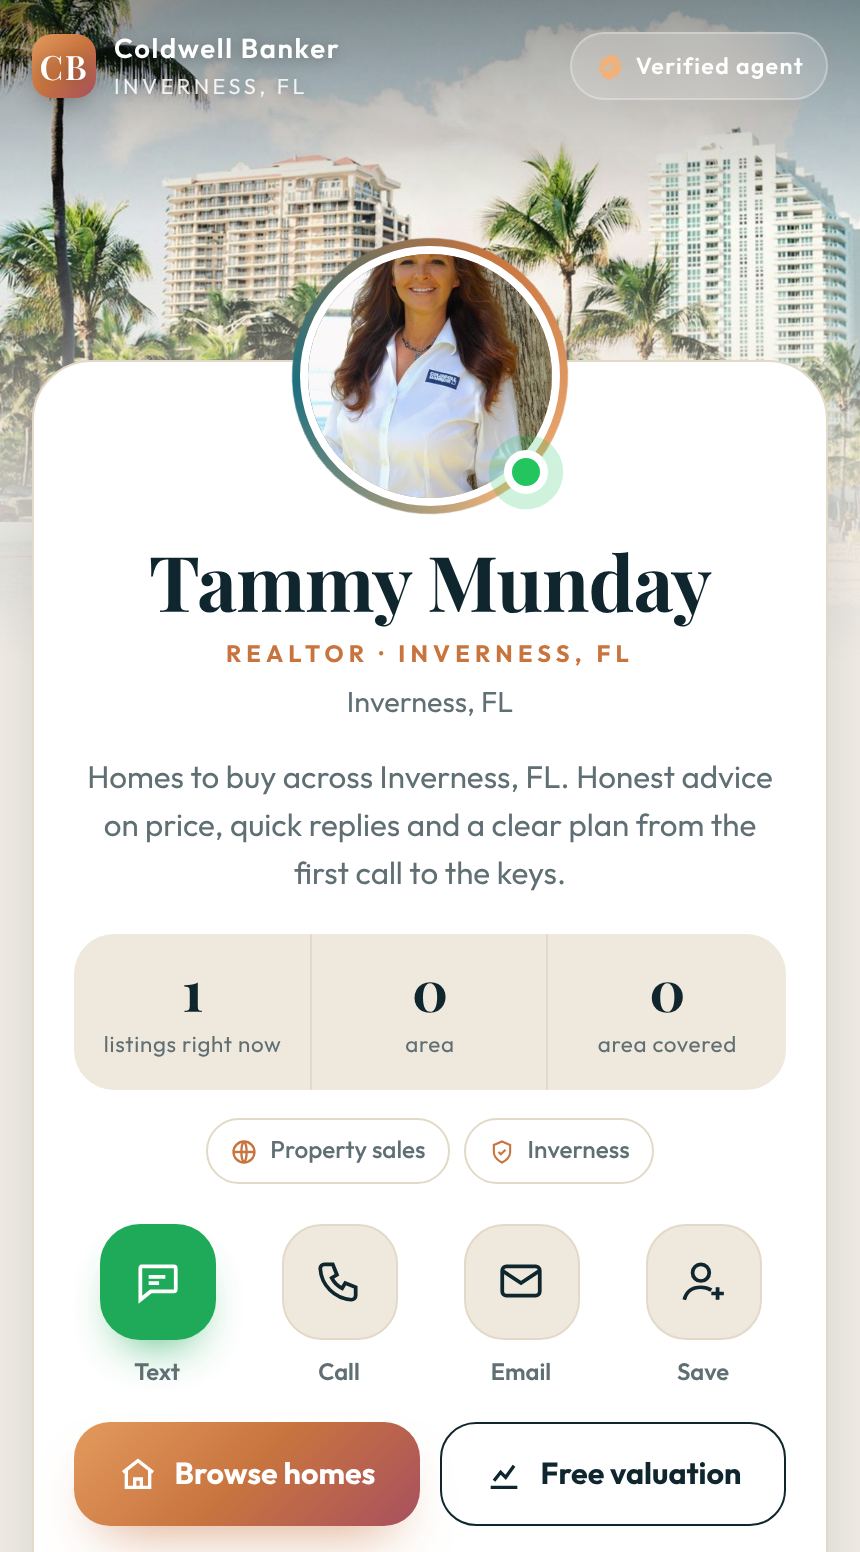 CB
Coldwell Banker
INVERNESS, FL
Verified agent
COLDWELL BANKER
Tammy Munday
REALTOR · INVERNESS, FL
Inverness, FL
Homes to buy across Inverness, FL. Honest advice
on price, quick replies and a clear plan from the
first call to the keys.
1
listings right now
0
area
0
area covered
Property sales
Inverness
Text
Call
Email
Save
Browse homes
Free valuation